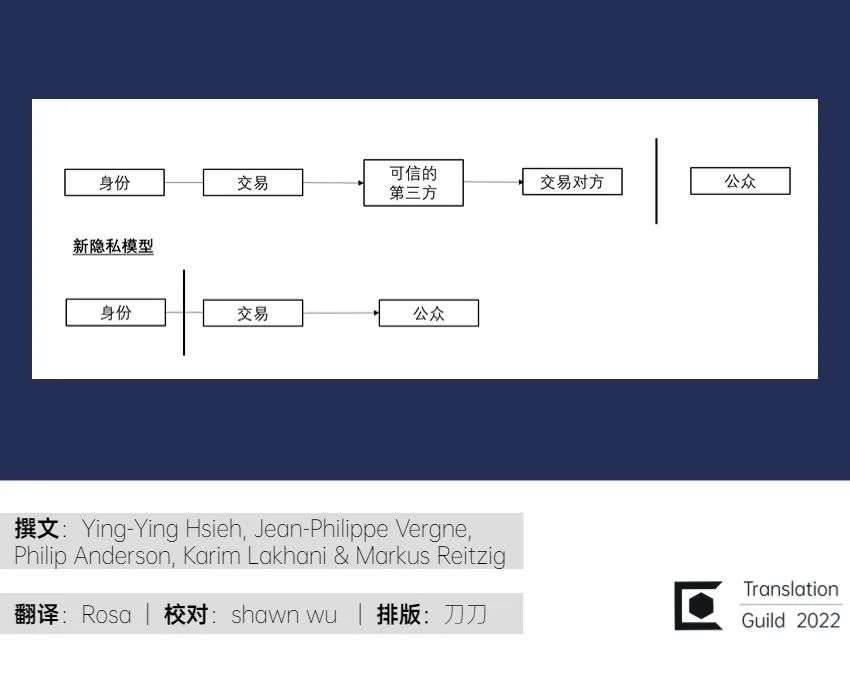 身份
交易
可信的
第三方
交易对方
公众
新隐私模型
身份
交易
公众
撰文：Ying-Ying Hsieh, Jean-Philippe Vergne,
Philip Anderson, Karim Lakhani & Markus Reitzig
翻译：Rosa ｜ 校对：shawn wu ｜ 排版：刀刀
Translation
Guild 2022